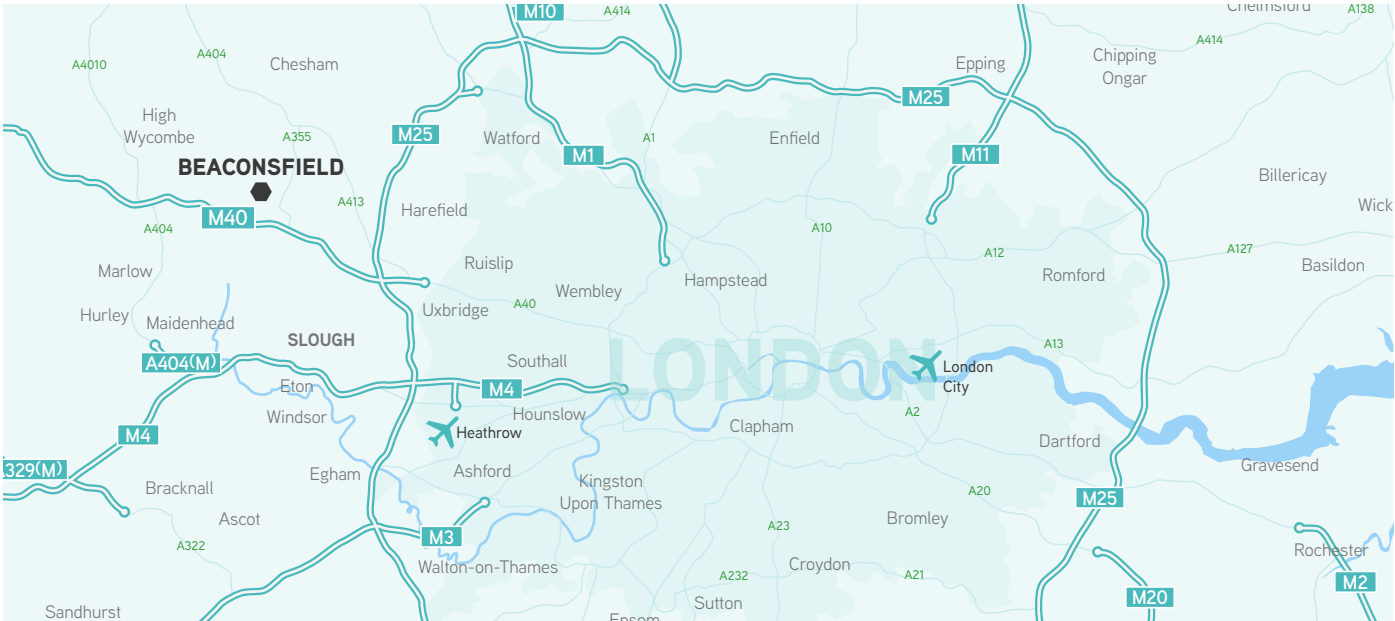 M10
A414
Chelmsford
A138
A4010
A404
Chesham
A414
Epping
Chipping
Ongar
M25
High
Wycombe
A355
M25
Watford
M1
A1
Enfield
M11
BEACONSFIELD
Billericay
M40
A413
Harefield
A404
A10
Wick
A12
A127
Marlow
Ruislip
Hampstead
Romford
Basildon
Wembley
Hurley
Maidenhead
Uxbridge
A40
SLOUGH
A404(M)
Southall
LONDON
A13
London
City
Eton
M4
Windsor
Hounslow
A2
Clapham
M4
Heathrow
Dartford
A329(M)
Egham
Ashford
Gravesend
Bracknell
Kingston
Upon Thames
A20
M25
Ascot
M3
A23
Bromley
A322
Rochester
Walton-on-Thames
A232
Croydon
A21
M2
Sandhurst
Sutton
M20
Epsom